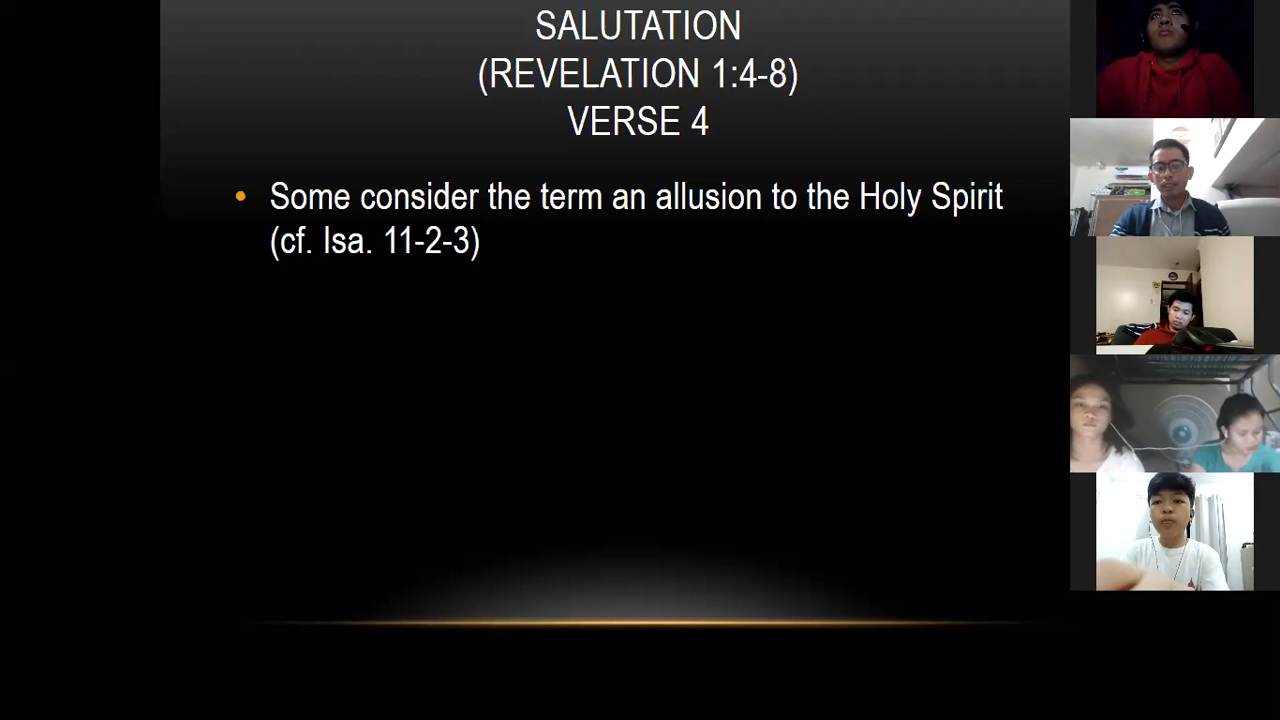 SALUTATION
(REVELATION 1:4-8)
VERSE 4
• Some consider the term an allusion to the Holy Spirit
(cf. Isa. 11-2-3)